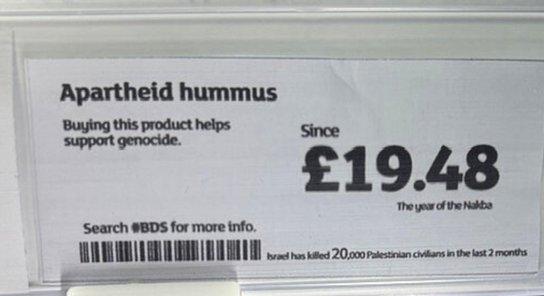 Apartheid hummus
Buying this product helps
support genocide.
Since
£19.48
The year of the Nakba
Search #BDS for more info.
Israel has killed 20,000 Palestinian civilians in the last 2 months